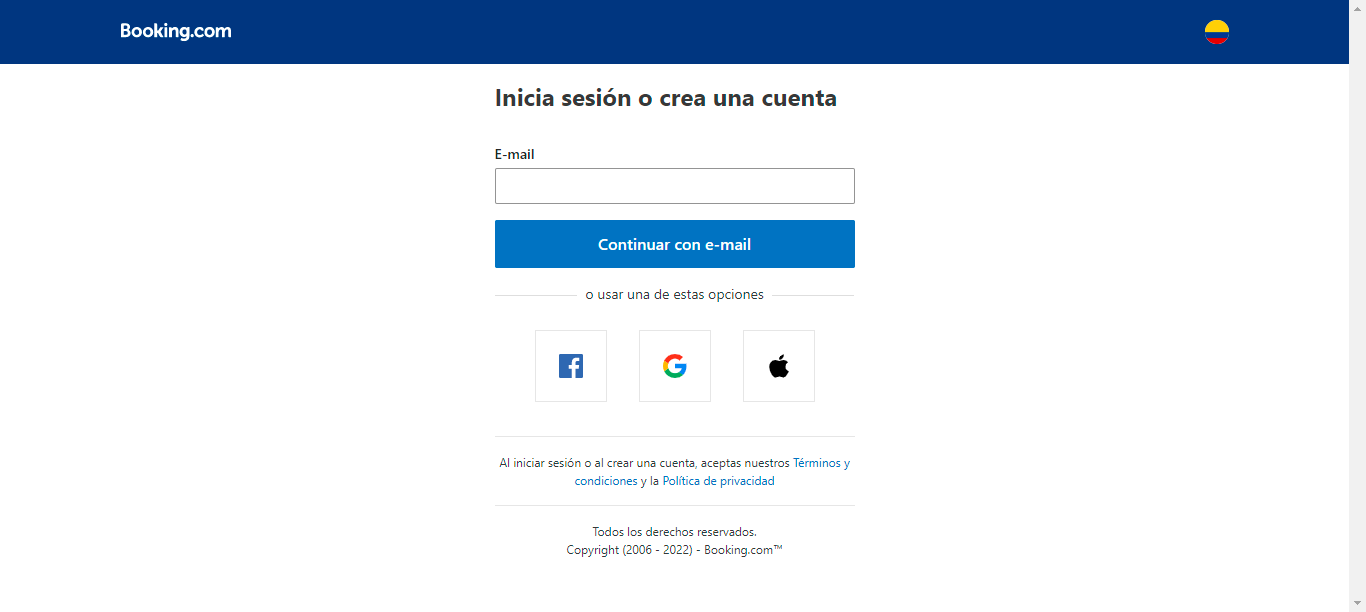 Booking.com
Inicia sesión o crea una cuenta
E-mail
Continuar con e-mail
o usar una de estas opciones
Al iniciar sesión o al crear una cuenta, aceptas nuestros Términos y
condiciones y la Política de privacidad
Todos los derechos reservados.
Copyright (2006 - 2022) - Booking.com™